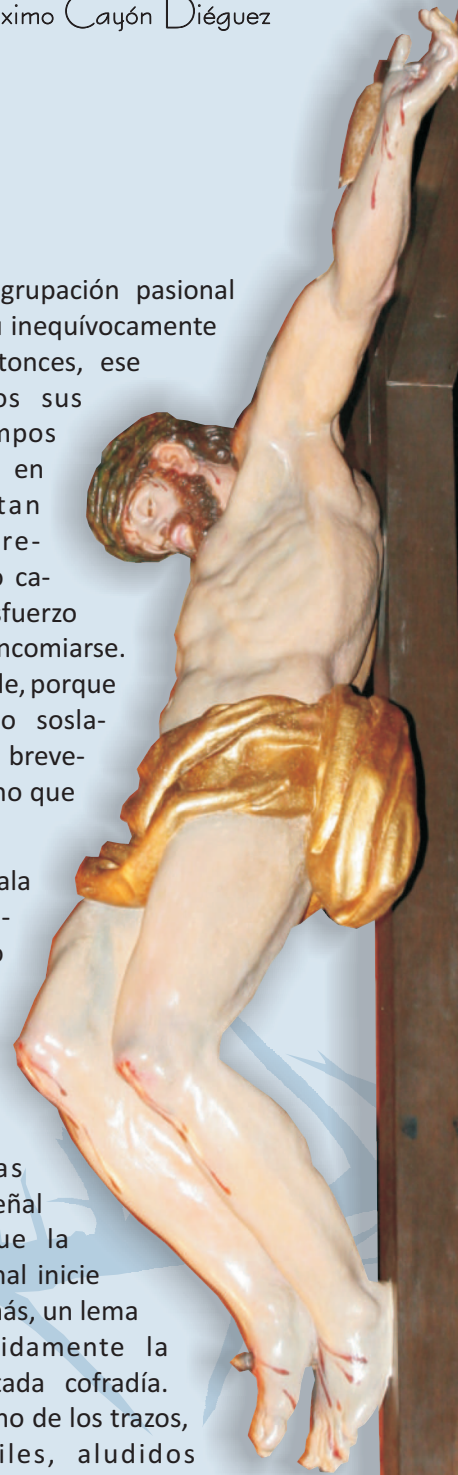 ximo Cayón Diéguez
grupación pasional
inequívocamente
tonces, ese
os sus
mpos
en
tan
re-
o ca-
sfuerzo
ncomiarse.
le, porque
o sosla-
breve-
no que
ala
-
o
as
eñal
ue la
nal inicie
nás, un lema
idamente la
tada cofradía.
no de los trazos,
iles, aludidos